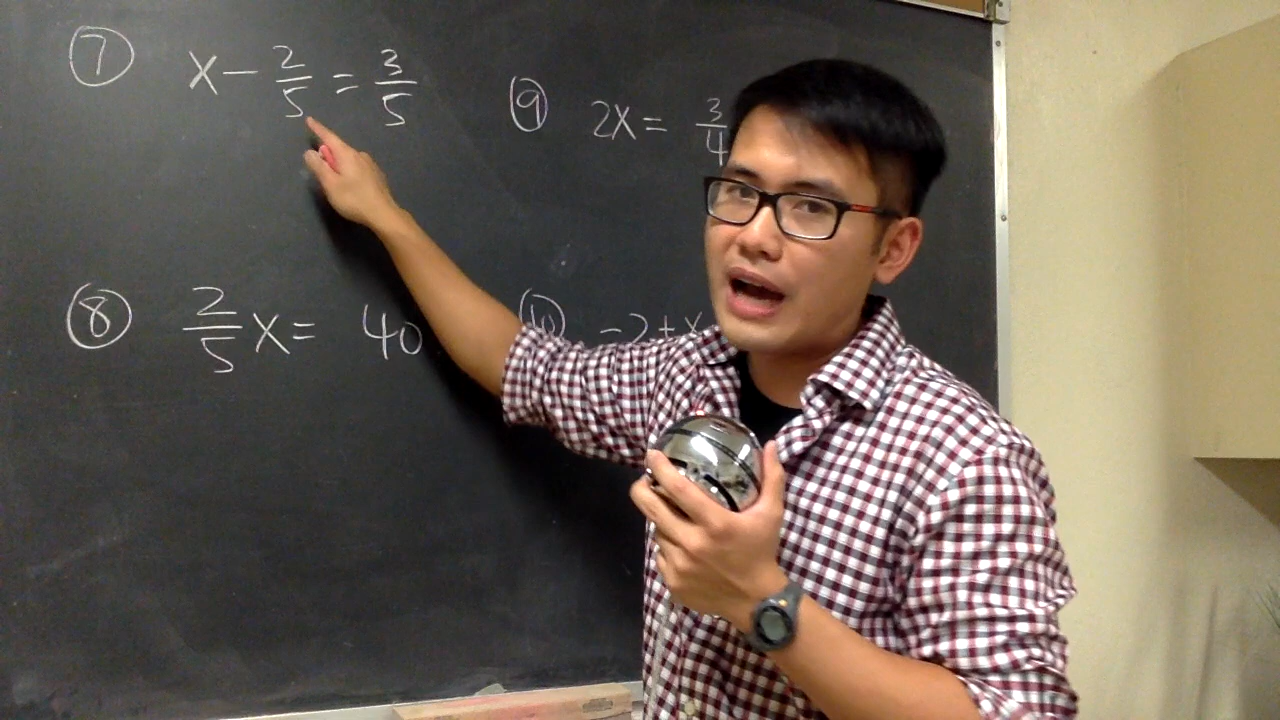 ⑦ x - 2/5 = 3/5
⑧ 2/5 x = 40
⑨ 2x = 3/4
⑩ -2 + x